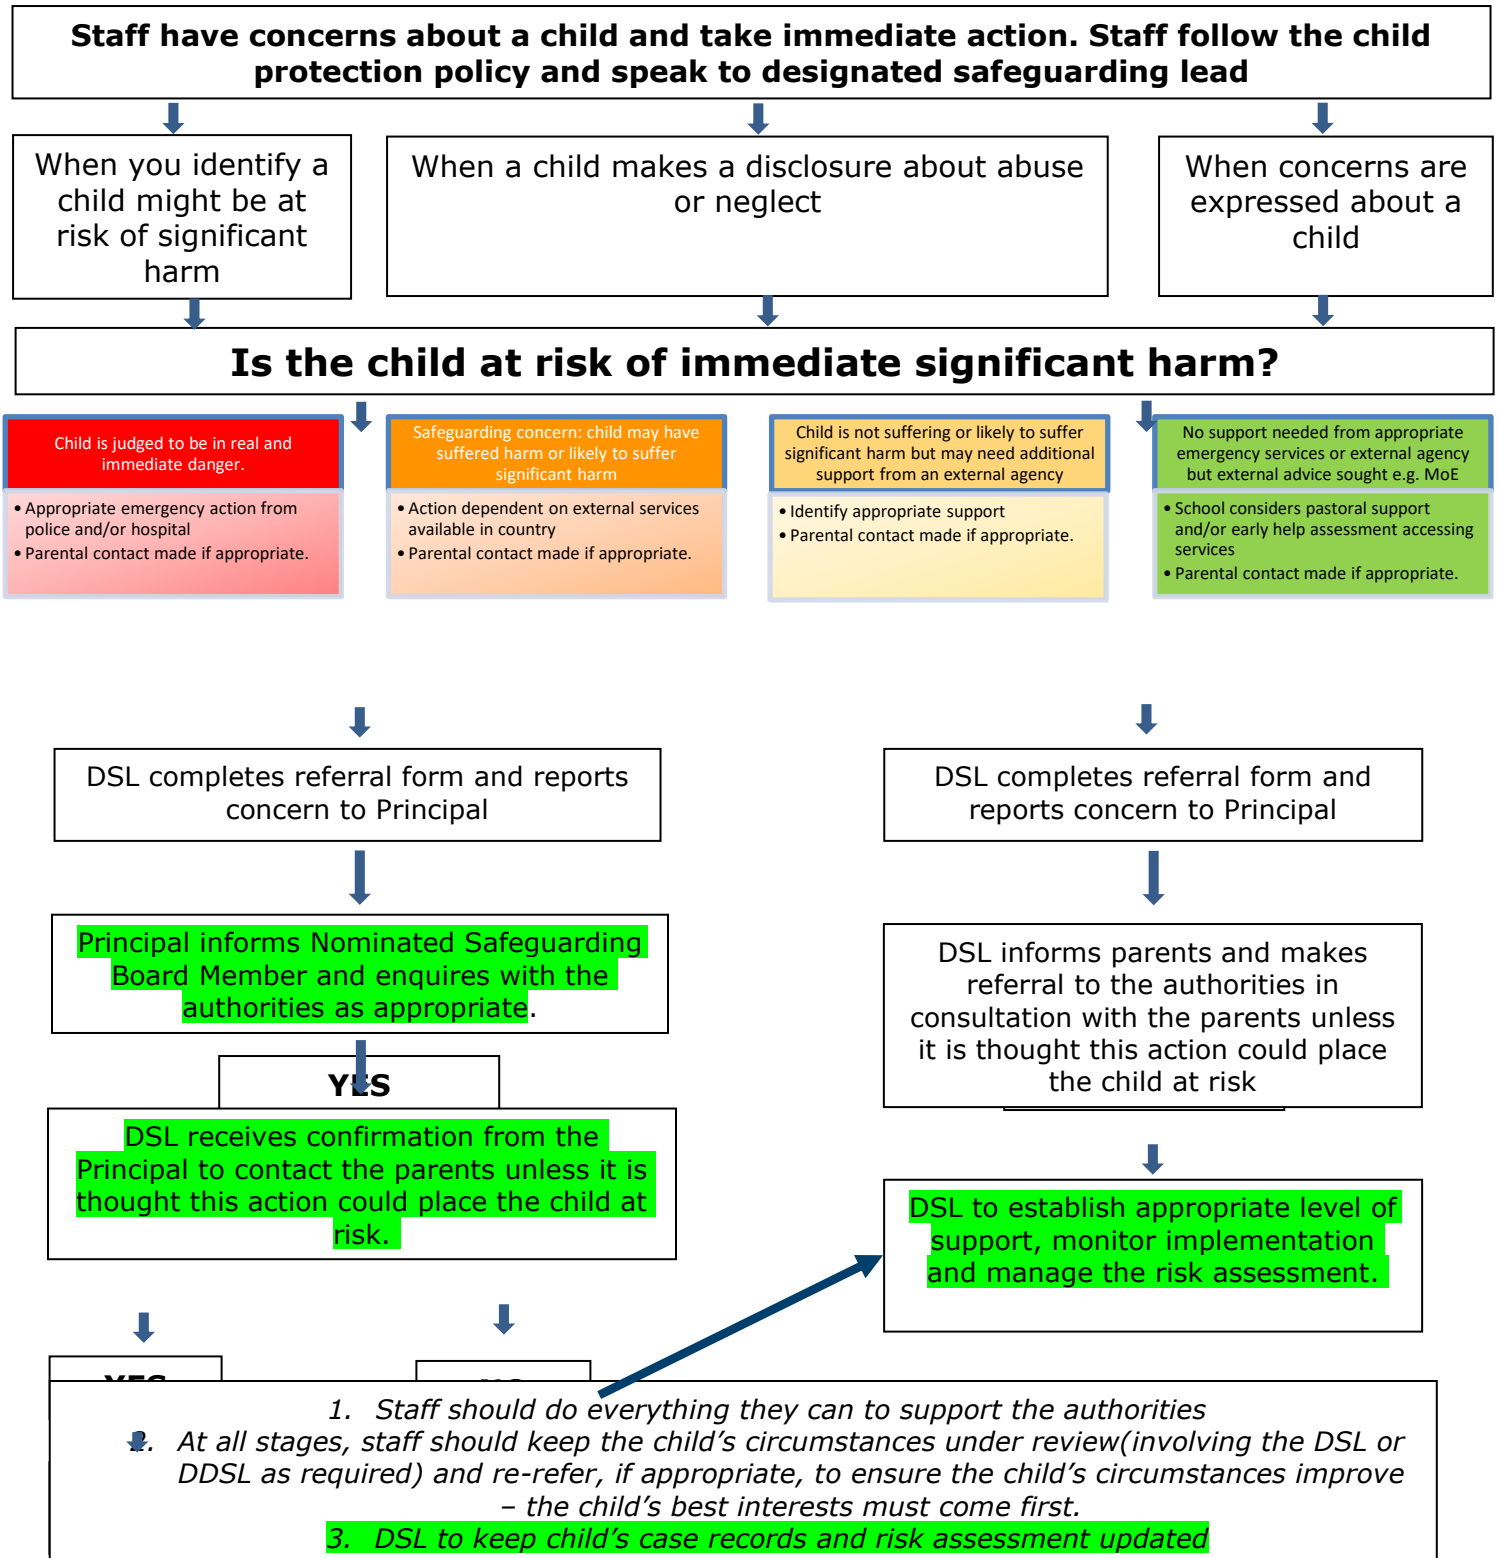 Staff have concerns about a child and take immediate action. Staff follow the child
protection policy and speak to designated safeguarding lead
When you identify a
child might be at
risk of significant
harm
When a child makes a disclosure about abuse
or neglect
When concerns are
expressed about a
child
Is the child at risk of immediate significant harm?
Child is judged to be in real and
immediate danger.
• Appropriate emergency action from
police and/or hospital
• Parental contact made if appropriate.
Safeguarding concern: child may have
suffered harm or likely to suffer
significant harm
• Action dependent on external services
available in country
• Parental contact made if appropriate.
Child is not suffering or likely to suffer
significant harm but may need additional
support from an external agency
• Identify appropriate support
• Parental contact made if appropriate.
No support needed from appropriate
emergency services or external agency
but external advice sought e.g. MoE
• School considers pastoral support
and/or early help assessment accessing
services
• Parental contact made if appropriate.
DSL completes referral form and reports
concern to Principal
Principal informs Nominated Safeguarding
Board Member and enquires with the
authorities as appropriate.
YES
DSL receives confirmation from the
Principal to contact the parents unless it is
thought this action could place the child at
risk.
DSL completes referral form and
reports concern to Principal
DSL informs parents and makes
referral to the authorities in
consultation with the parents unless
it is thought this action could place
the child at risk
DSL to establish appropriate level of
support, monitor implementation
and manage the risk assessment.
YES
1. Staff should do everything they can to support the authorities
2. At all stages, staff should keep the child’s circumstances under review(involving the DSL or
DDSL as required) and re-refer, if appropriate, to ensure the child’s circumstances improve
– the child’s best interests must come first.
3. DSL to keep child’s case records and risk assessment updated